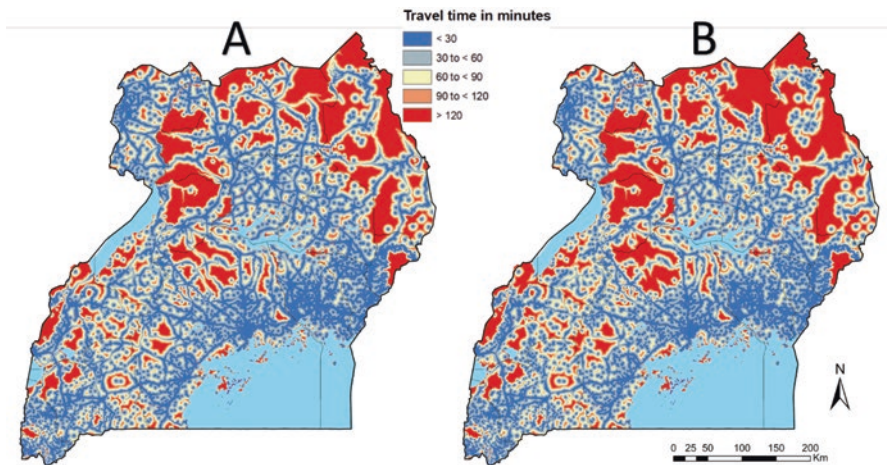 Travel time in minutes
A
B
< 30
30 to < 60
60 to < 90
90 to < 120
> 120
N
0 25 50 100 150 200
Km